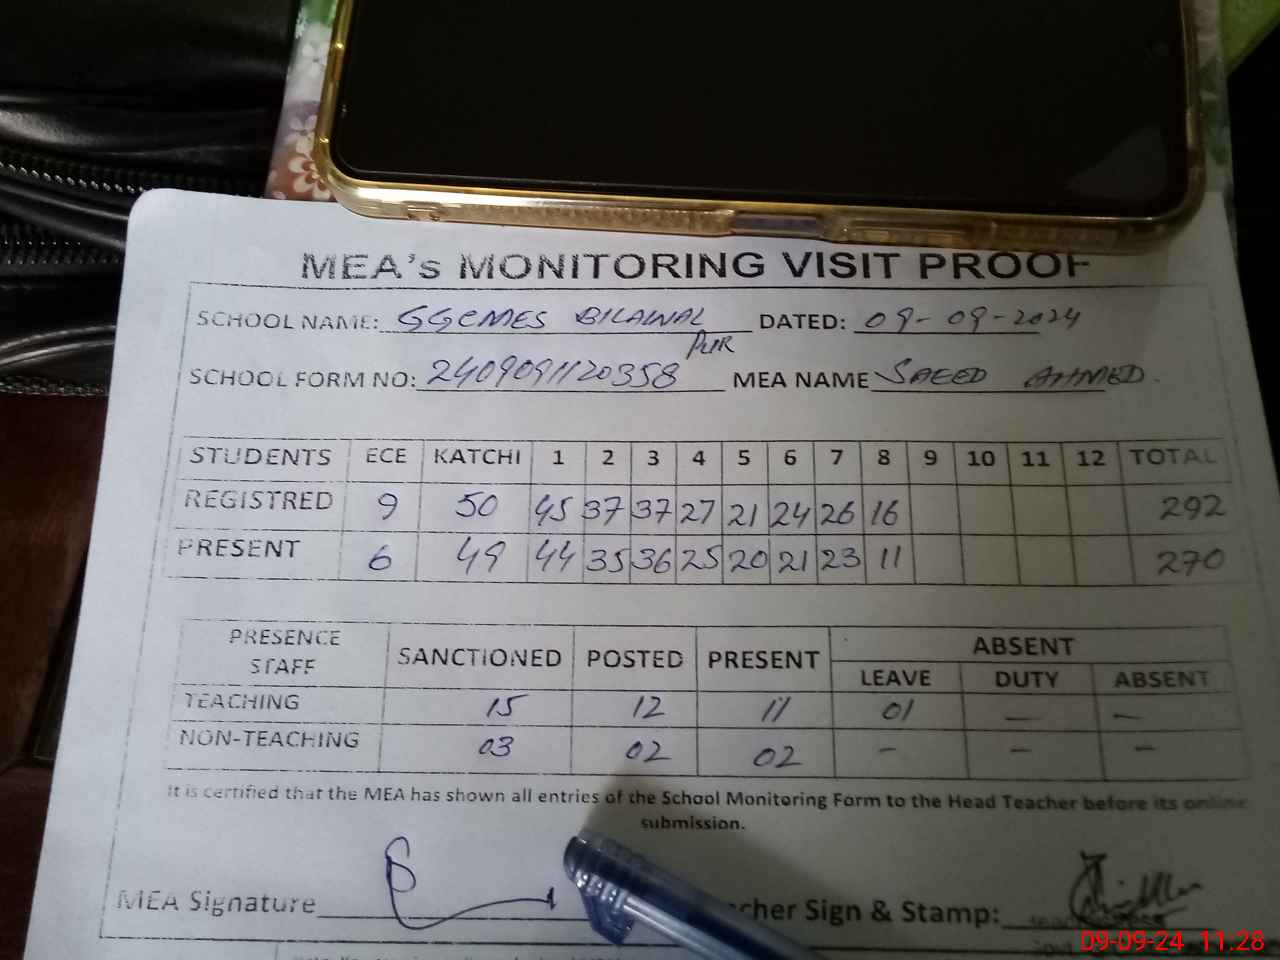 MEA's MONITORING VISIT PROOF
SCHOOL NAME: GGEMES BILAWAL PUR DATED: 09-09-2024
SCHOOL FORM NO: 2409091120358 MEA NAME SAEED AHMED.
STUDENTS ECE KATCHI 1 2 3 4 5 6 7 8 9 10 11 12 TOTAL
REGISTRED 9 50 45 37 37 27 21 24 26 16 292
PRESENT 6 49 44 35 36 25 20 21 23 11 270
PRESENCE STAFF SANCTIONED POSTED PRESENT ABSENT
LEAVE DUTY ABSENT
TEACHING 15 12 11 01 — —
NON-TEACHING 03 02 02 - - -
It is certified that the MEA has shown all entries of the School Monitoring Form to the Head Teacher before its online
submission.
MEA Signature cher Sign & Stamp:
09-09-24 11.28